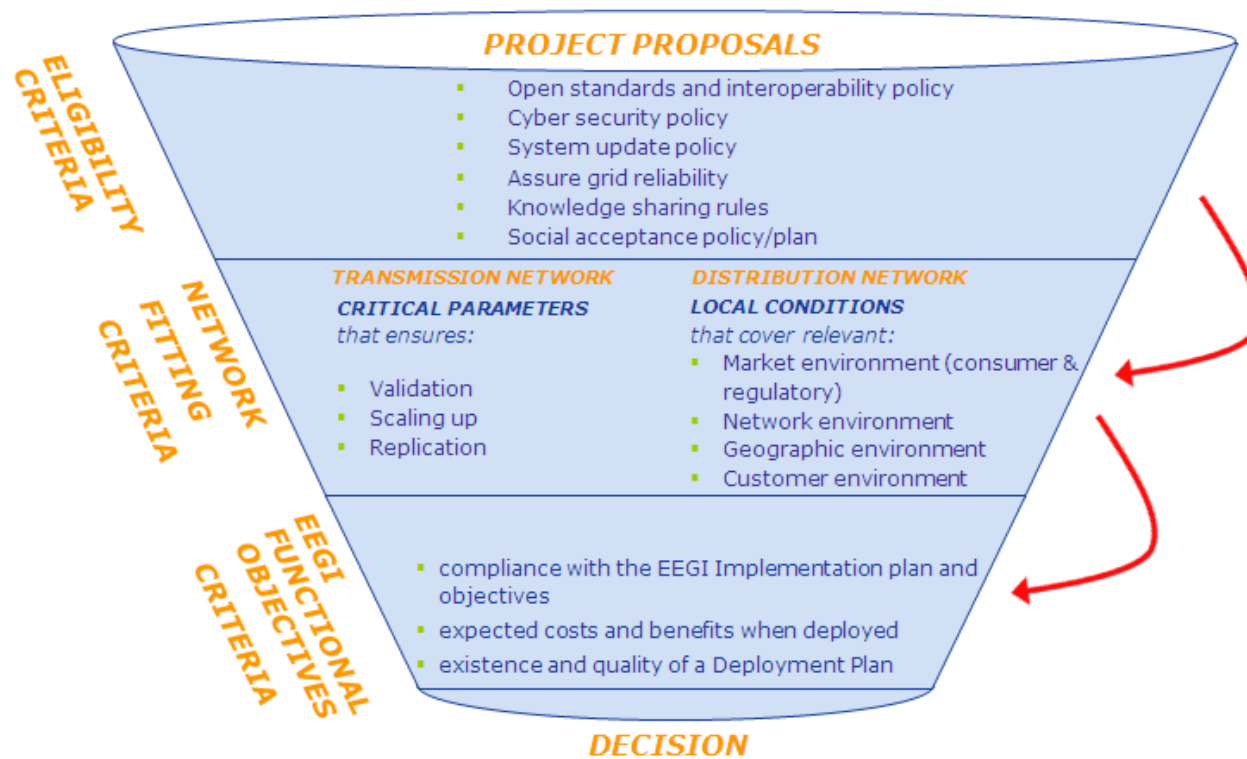 PROJECT PROPOSALS
ELIGIBILITY
CRITERIA
Open standards and interoperability policy
Cyber security policy
System update policy
Assure grid reliability
Knowledge sharing rules
Social acceptance policy/plan
NETWORK
FITTING
CRITERIA
TRANSMISSION NETWORK
CRITICAL PARAMETERS
that ensures:
Validation
Scaling up
Replication
DISTRIBUTION NETWORK
LOCAL CONDITIONS
that cover relevant:
Market environment (consumer &
regulatory)
Network environment
Geographic environment
Customer environment
EEGI
FUNCTIONAL
OBJECTIVES
CRITERIA
compliance with the EEGI Implementation plan and
objectives
expected costs and benefits when deployed
existence and quality of a Deployment Plan
DECISION